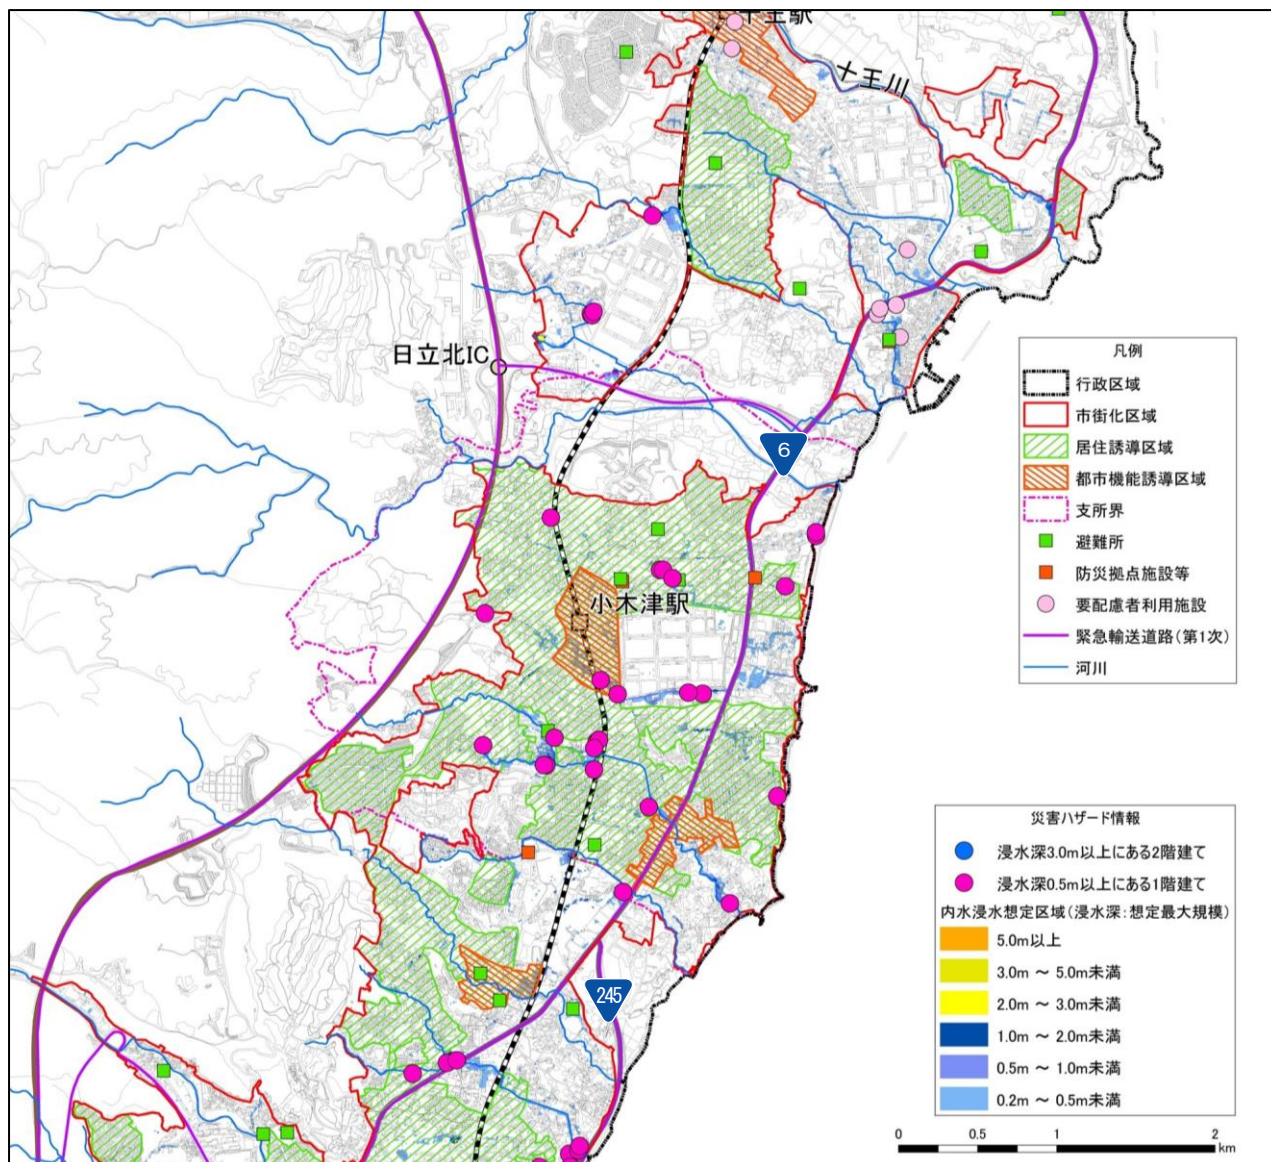 十王駅
十王川
日立北IC
6
小木津駅
245
凡例
行政区域
市街化区域
居住誘導区域
都市機能誘導区域
支所界
避難所
防災拠点施設等
要配慮者利用施設
緊急輸送道路(第1次)
河川
災害ハザード情報
浸水深3.0m以上にある2階建て
浸水深0.5m以上にある1階建て
内水浸水想定区域(浸水深:想定最大規模)
5.0m以上
3.0m ～ 5.0m未満
2.0m ～ 3.0m未満
1.0m ～ 2.0m未満
0.5m ～ 1.0m未満
0.2m ～ 0.5m未満
0 0.5 1 2
km